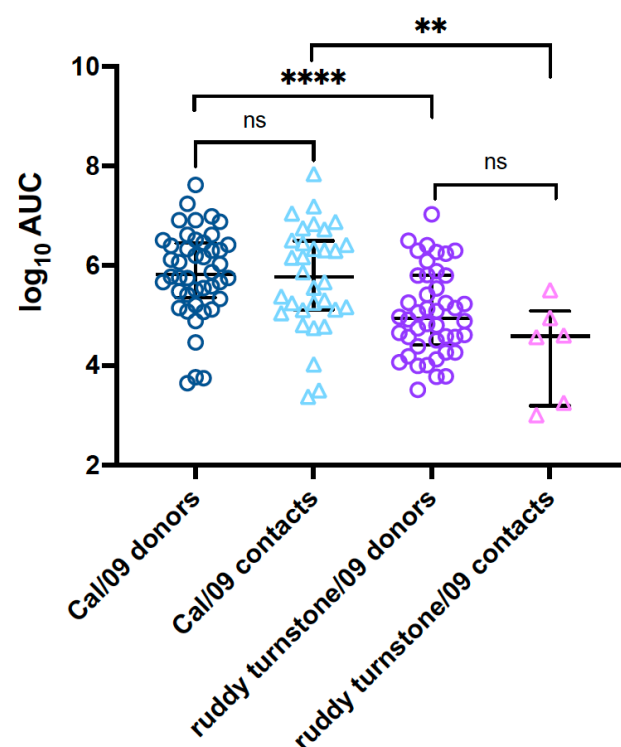 **
10
****
ns
ns
8
6
4
2
log10 AUC
Cal/09 donors
Cal/09 contacts
ruddy turnstone/09 donors
ruddy turnstone/09 contacts